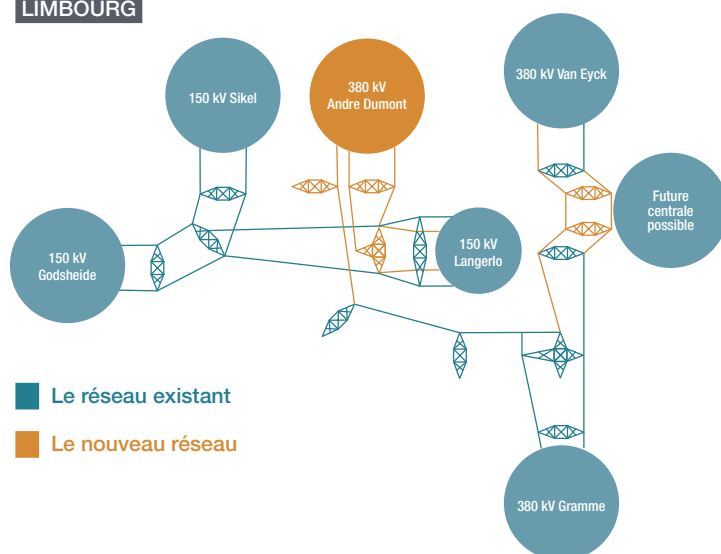 LIMBOURG
150 kV Sikel
380 kV
Andre Dumont
380 kV Van Eyck
Future
centrale
possible
150 kV
Godsheide
150 kV
Langerlo
Le réseau existant
Le nouveau réseau
380 kV Gramme